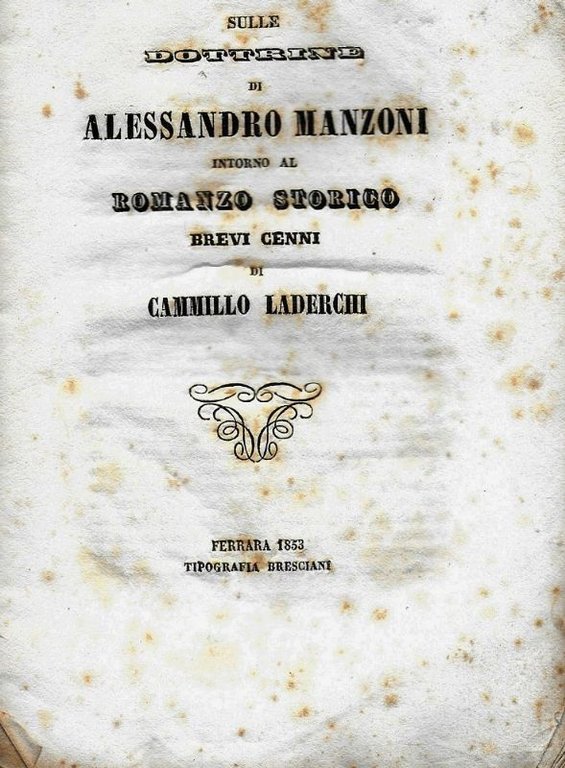 SULLE
DOTTRINE
DI
ALESSANDRO MANZONI
INTORNO AL
ROMANZO STORICO
BREVI CENNI
DI
CAMMILLO LADERCHI
FERRARA 1853
TIPOGRAFIA BRESCIANI